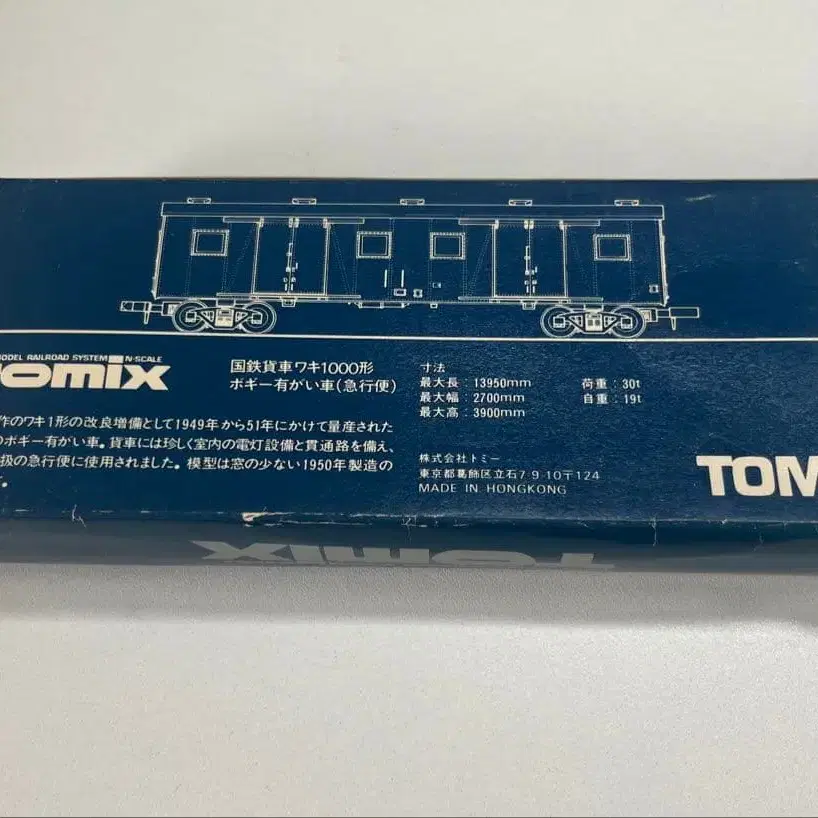 MODEL RAILROAD SYSTEM N-SCALE
tomix
国鉄貨車ワキ1000形
ボギー有がい車(急行便)
作のワキ1形の改良増備として1949年から51年にかけて量産された
のボギー有がい車。貨車には珍しく室内の電灯設備と貫通路を備え、
扱の急行便に使用されました。模型は窓の少ない1950年製造の
寸法
最大長:13950mm 荷重:30t
最大幅:2700mm 自重:19t
最大高:3900mm
株式会社トミー
東京都葛飾区立石7-9-10〒124
MADE IN HONGKONG
TOM
tomix